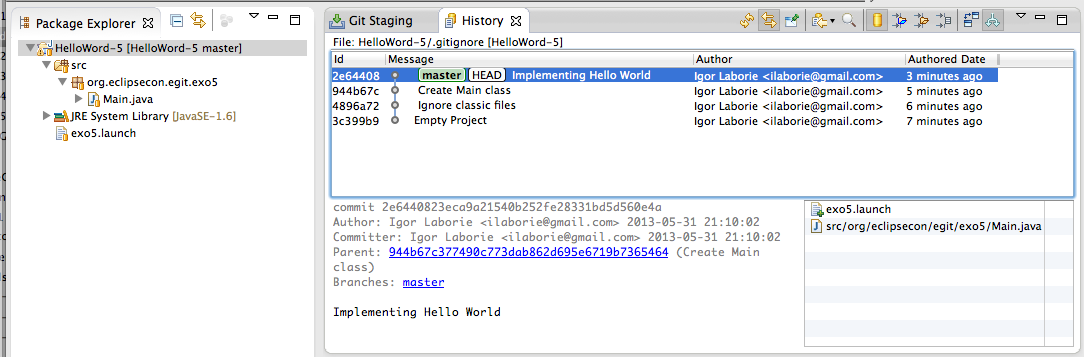 Package Explorer
HelloWord-5 [HelloWord-5 master]
src
org.eclipsecon.egit.exo5
Main.java
JRE System Library [JavaSE-1.6]
exo5.launch
Git Staging
History
File: HelloWord-5/.gitignore [HelloWord-5]
Id Message Author Authored Date
2e64408 master HEAD Implementing Hello World Igor Laborie <ilaborie@gmail.com> 3 minutes ago
944b67c Create Main class Igor Laborie <ilaborie@gmail.com> 5 minutes ago
4896a72 Ignore classic files Igor Laborie <ilaborie@gmail.com> 6 minutes ago
3c399b9 Empty Project Igor Laborie <ilaborie@gmail.com> 7 minutes ago
commit 2e6440823eca9a21540b252fe28331bd5d560e4a
Author: Igor Laborie <ilaborie@gmail.com> 2013-05-31 21:10:02
Committer: Igor Laborie <ilaborie@gmail.com> 2013-05-31 21:10:02
Parent: 944b67c377490c773dab862d695e6719b7365464 (Create Main
class)
Branches: master
Implementing Hello World
exo5.launch
src/org/eclipsecon/egit/exo5/Main.java